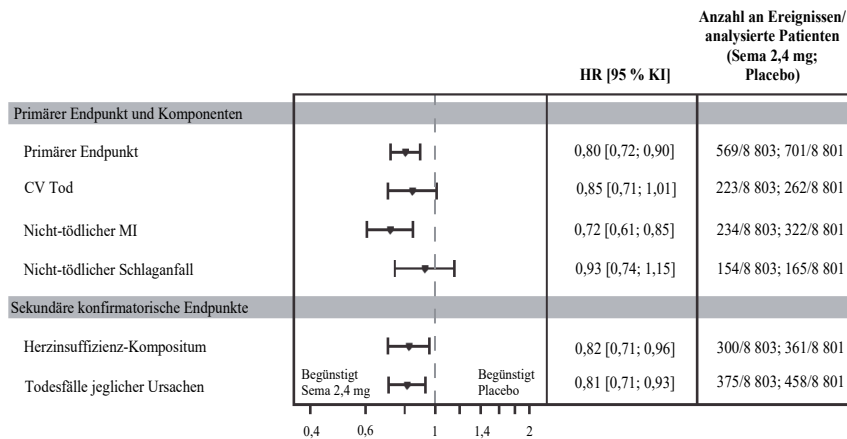 Anzahl an Ereignissen/
analysierte Patienten
(Sema 2,4 mg;
Placebo)
HR [95 % KI]
Primärer Endpunkt und Komponenten
Primärer Endpunkt 0,80 [0,72; 0,90] 569/8 803; 701/8 801
CV Tod 0,85 [0,71; 1,01] 223/8 803; 262/8 801
Nicht-tödlicher MI 0,72 [0,61; 0,85] 234/8 803; 322/8 801
Nicht-tödlicher Schlaganfall 0,93 [0,74; 1,15] 154/8 803; 165/8 801
Sekundäre konfirmatorische Endpunkte
Herzinsuffizienz-Kompositum 0,82 [0,71; 0,96] 300/8 803; 361/8 801
Todesfälle jeglicher Ursachen 0,81 [0,71; 0,93] 375/8 803; 458/8 801
Begünstigt
Sema 2,4 mg
Begünstigt
Placebo
0,4 0,6 1 1,4 2